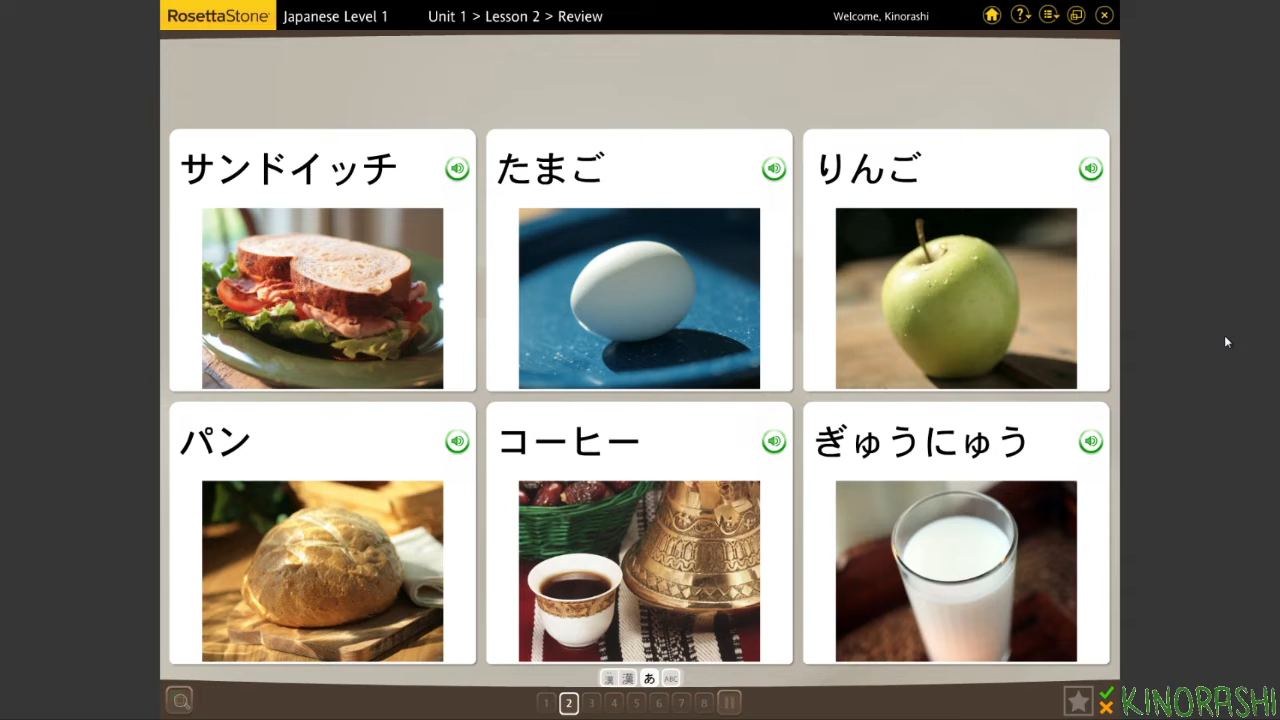 RosettaStone Japanese Level 1 Unit 1 > Lesson 2 > Review Welcome, Kinorashi
サンドイッチ
たまご
りんご
パン
コーヒー
ぎゅうにゅう
漢 漢 あ ABC
1 2 3 4 5 6 7 8
KINORASHI